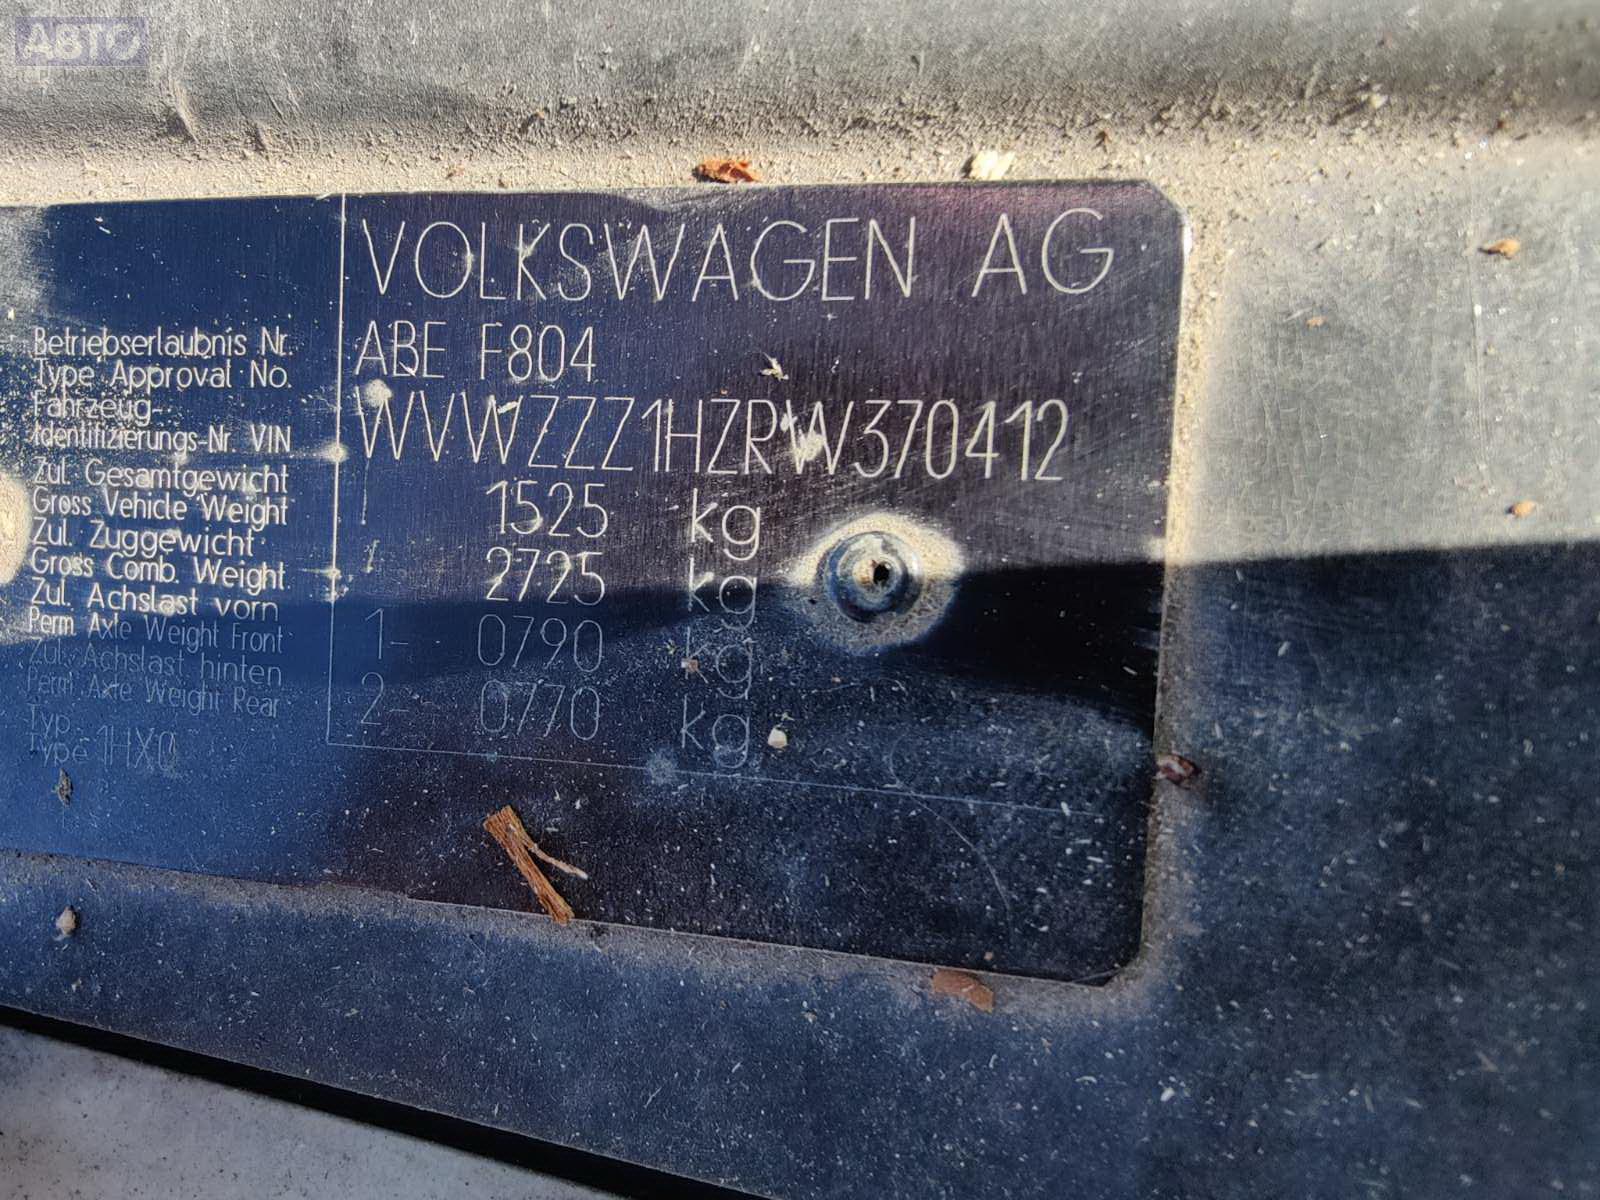 АВТО
VOLKSWAGEN AG
Betriebserlaubnis Nr.
Type Approval No.
ABE F804
Fahrzeug-
Identifizierungs-Nr. VIN
WVWZZZ1HZRW370412
Zul. Gesamtgewicht
Gross Vehicle Weight
1525 kg
Zul. Zuggewicht
Gross Comb. Weight
2725 kg
Zul. Achslast vorn
Perm. Axle Weight Front
1- 0790 kg
Zul. Achslast hinten
Perm. Axle Weight Rear
2- 0770 kg
Typ
Type 1HX0